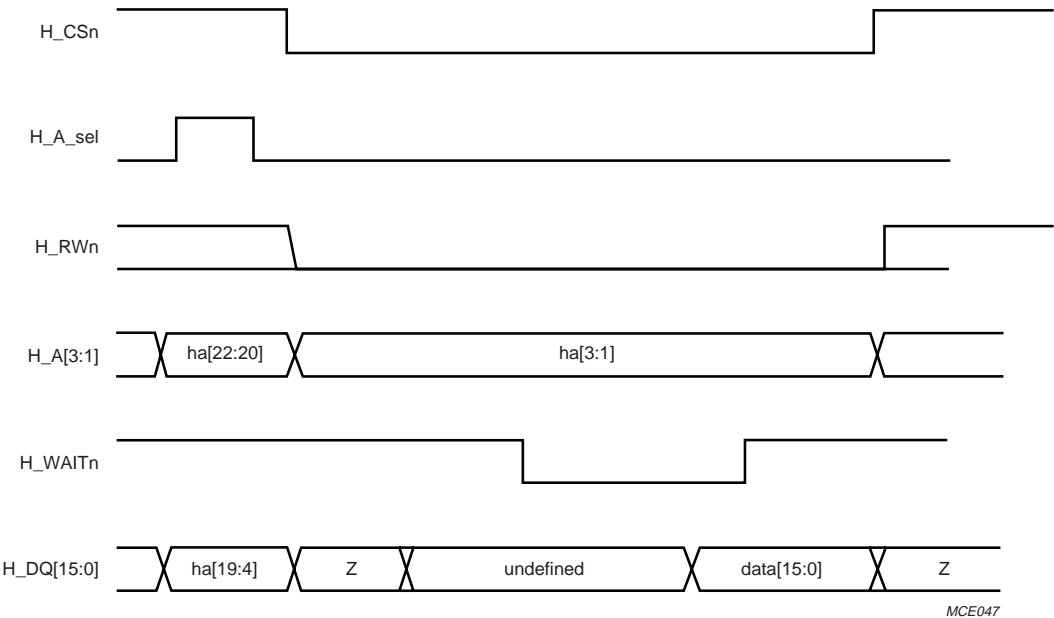 H_CSn
H_A_sel
H_RWn
H_A[3:1] ha[22:20] ha[3:1]
H_WAITn
H_DQ[15:0] ha[19:4] Z undefined data[15:0] Z
MCE047